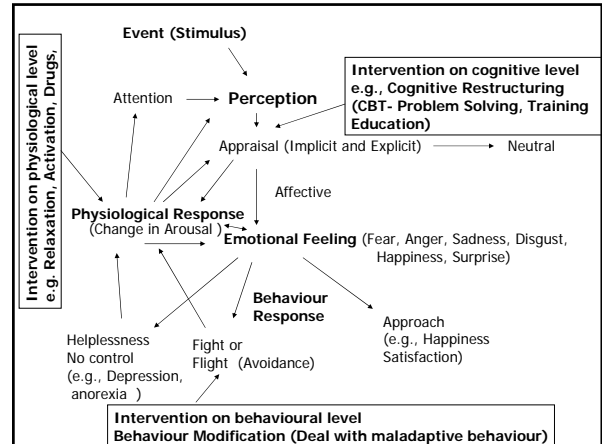 Event (Stimulus)
Intervention on physiological level
e.g. Relaxation, Activation, Drugs,
Intervention on cognitive level
e.g., Cognitive Restructuring
(CBT- Problem Solving, Training
Education)
Attention
Perception
Appraisal (Implicit and Explicit)
Neutral
Affective
Physiological Response
(Change in Arousal )
Emotional Feeling (Fear, Anger, Sadness, Disgust,
Happiness, Surprise)
Behaviour
Response
Helplessness
No control
(e.g., Depression,
anorexia )
Fight or
Flight (Avoidance)
Approach
(e.g., Happiness
Satisfaction)
Intervention on behavioural level
Behaviour Modification (Deal with maladaptive behaviour)